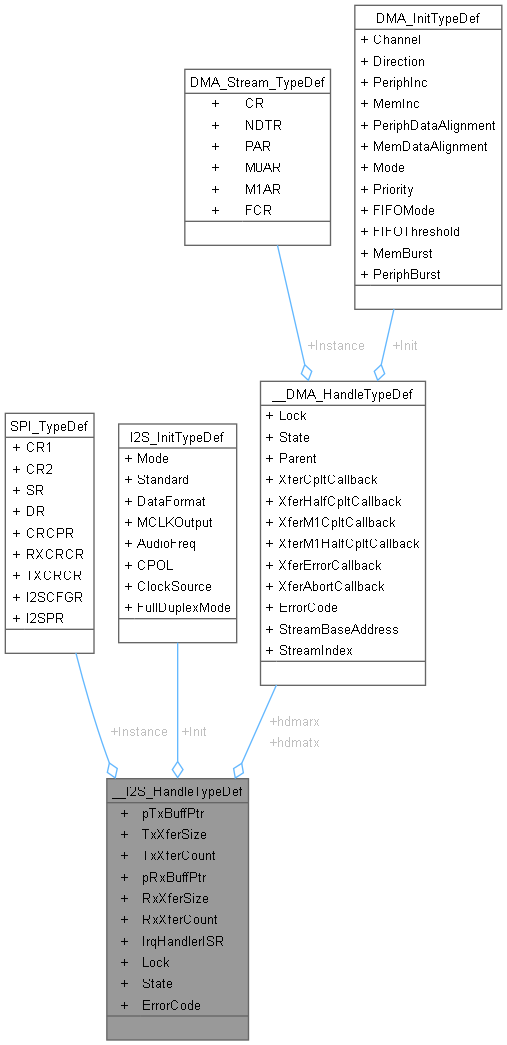 DMA_InitTypeDef
+ Channel
+ Direction
+ PeriphInc
+ MemInc
+ PeriphDataAlignment
+ MemDataAlignment
+ Mode
+ Priority
+ FIFOMode
+ FIFOThreshold
+ MemBurst
+ PeriphBurst
DMA_Stream_TypeDef
+ CR
+ NDTR
+ PAR
+ M0AR
+ M1AR
+ FCR
+Instance
+Init
__DMA_HandleTypeDef
+ Lock
+ State
+ Parent
+ XferCpltCallback
+ XferHalfCpltCallback
+ XferM1CpltCallback
+ XferM1HalfCpltCallback
+ XferErrorCallback
+ XferAbortCallback
+ ErrorCode
+ StreamBaseAddress
+ StreamIndex
SPI_TypeDef
+ CR1
+ CR2
+ SR
+ DR
+ CRCPR
+ RXCRCR
+ TXCRCR
+ I2SCFGR
+ I2SPR
I2S_InitTypeDef
+ Mode
+ Standard
+ DataFormat
+ MCLKOutput
+ AudioFreq
+ CPOL
+ ClockSource
+ FullDuplexMode
+Instance
+Init
+hdmarx
+hdmatx
__I2S_HandleTypeDef
+ pTxBuffPtr
+ TxXferSize
+ TxXferCount
+ pRxBuffPtr
+ RxXferSize
+ RxXferCount
+ IrqHandlerISR
+ Lock
+ State
+ ErrorCode